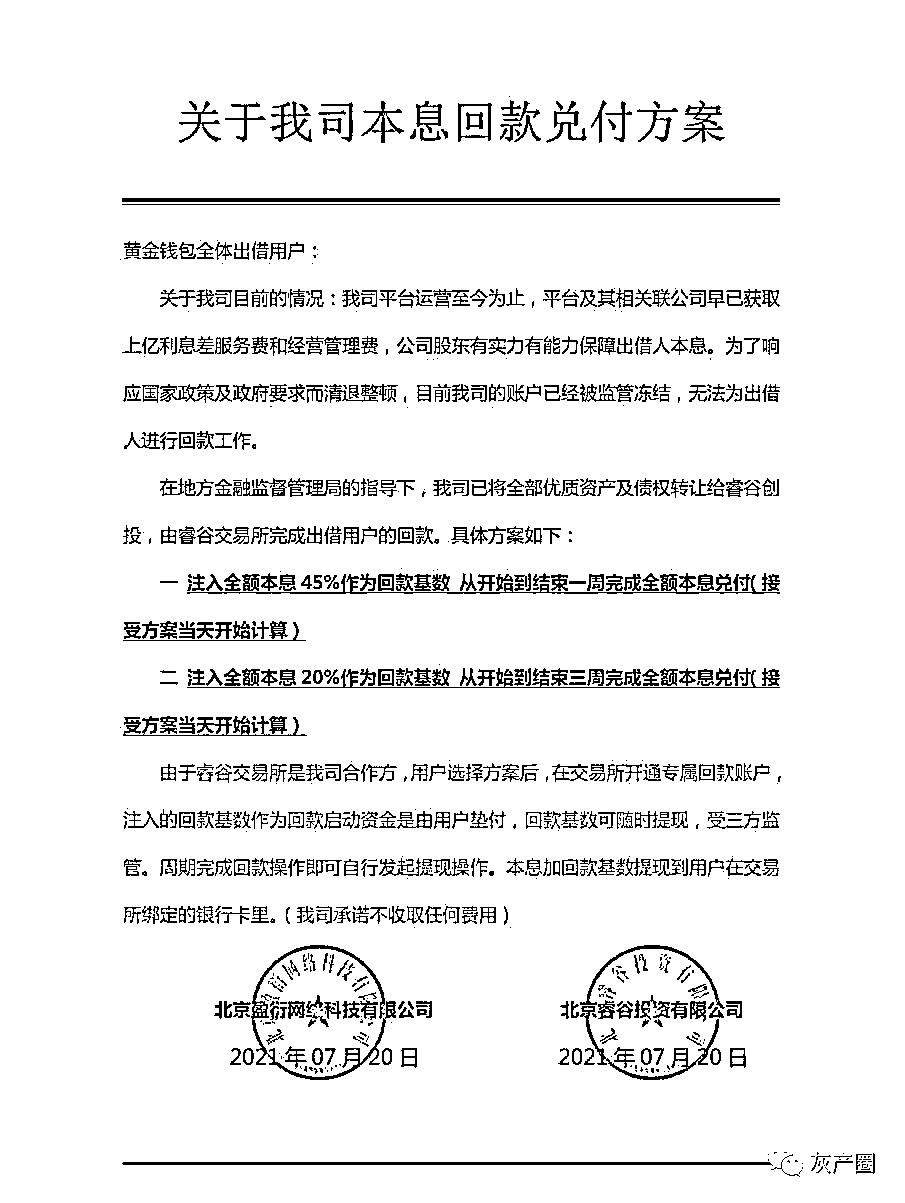 关于我司本息回款兑付方案
黄金钱包全体出借用户：
关于我司目前的情况：我司平台运营至今为止，平台及其相关联公司早已获取
上亿利息差服务费和经营管理费，公司股东有实力有能力保障出借人本息。为了响
应国家政策及政府要求而清退整顿，目前我司的账户已经被监管冻结，无法为出借
人进行回款工作。
在地方金融监督管理局的指导下，我司已将全部优质资产及债权转让给睿谷创
投，由睿谷交易所完成出借用户的回款。具体方案如下：
一 注入全额本息 45%作为回款基数 从开始到结束一周完成全额本息兑付（接
受方案当天开始计算）
二 注入全额本息 20%作为回款基数 从开始到结束三周完成全额本息兑付（接
受方案当天开始计算）
由于睿谷交易所是我司合作方，用户选择方案后，在交易所开通专属回款账户，
注入的回款基数作为回款启动资金是由用户垫付，回款基数可随时提现，受三方监
管。周期完成回款操作即可自行发起提现操作。本息加回款基数提现到用户在交易
所绑定的银行卡里。（我司承诺不收取任何费用）
北京盈衍网络科技有限公司 北京睿谷投资有限公司
2021 年 07 月 20 日 2021 年 07 月 20 日
灰产圈